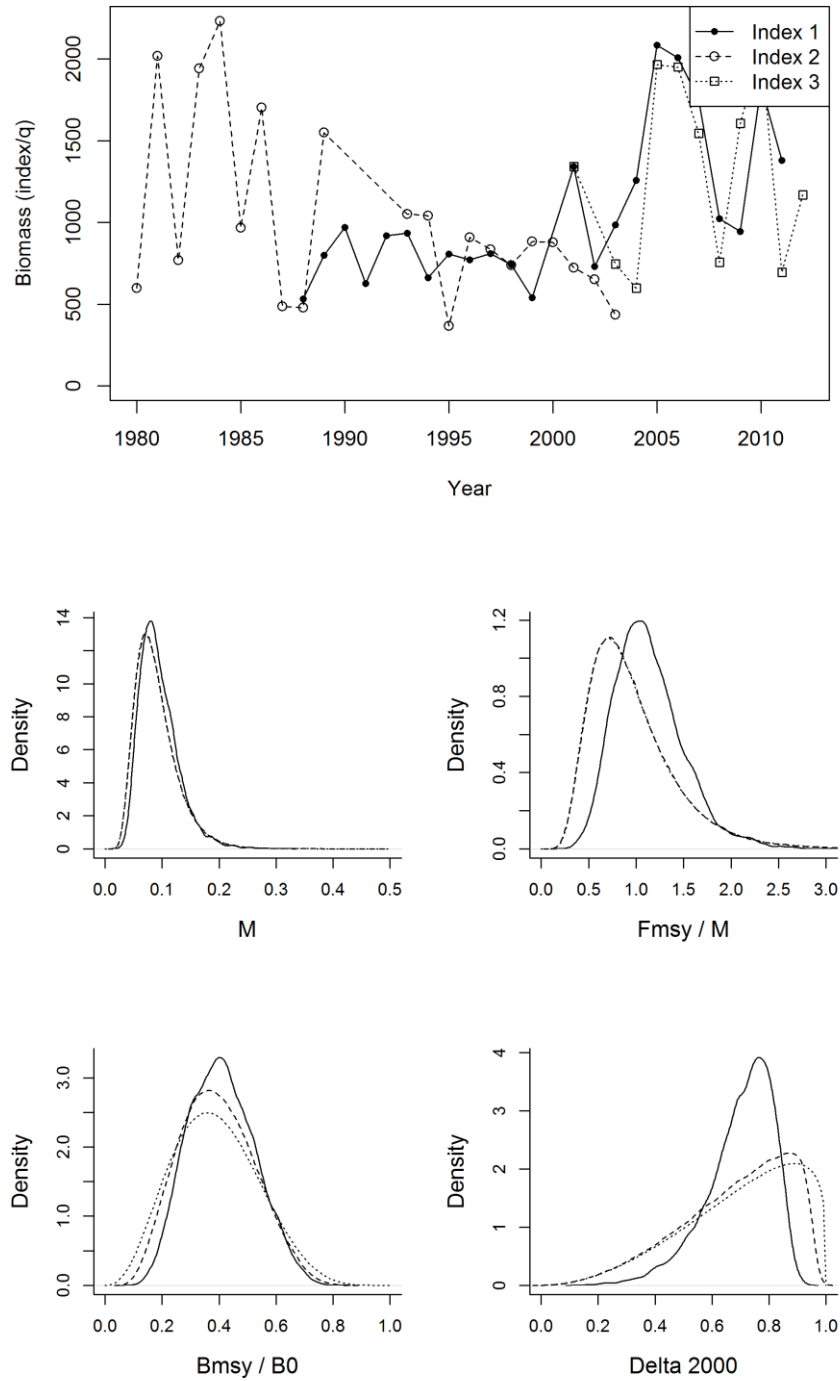 Biomass (index/q)
2000
1500
1000
500
0
Index 1
Index 2
Index 3
1980 1985 1990 1995 2000 2005 2010
Year
Density
14
10
8
6
4
2
0
0.0 0.1 0.2 0.3 0.4 0.5
M
Density
1.2
0.8
0.4
0.0
0.0 0.5 1.0 1.5 2.0 2.5 3.0
Fmsy / M
Density
3.0
2.0
1.0
0.0
0.0 0.2 0.4 0.6 0.8 1.0
Bmsy / B0
Density
4
3
2
1
0
0.0 0.2 0.4 0.6 0.8 1.0
Delta 2000